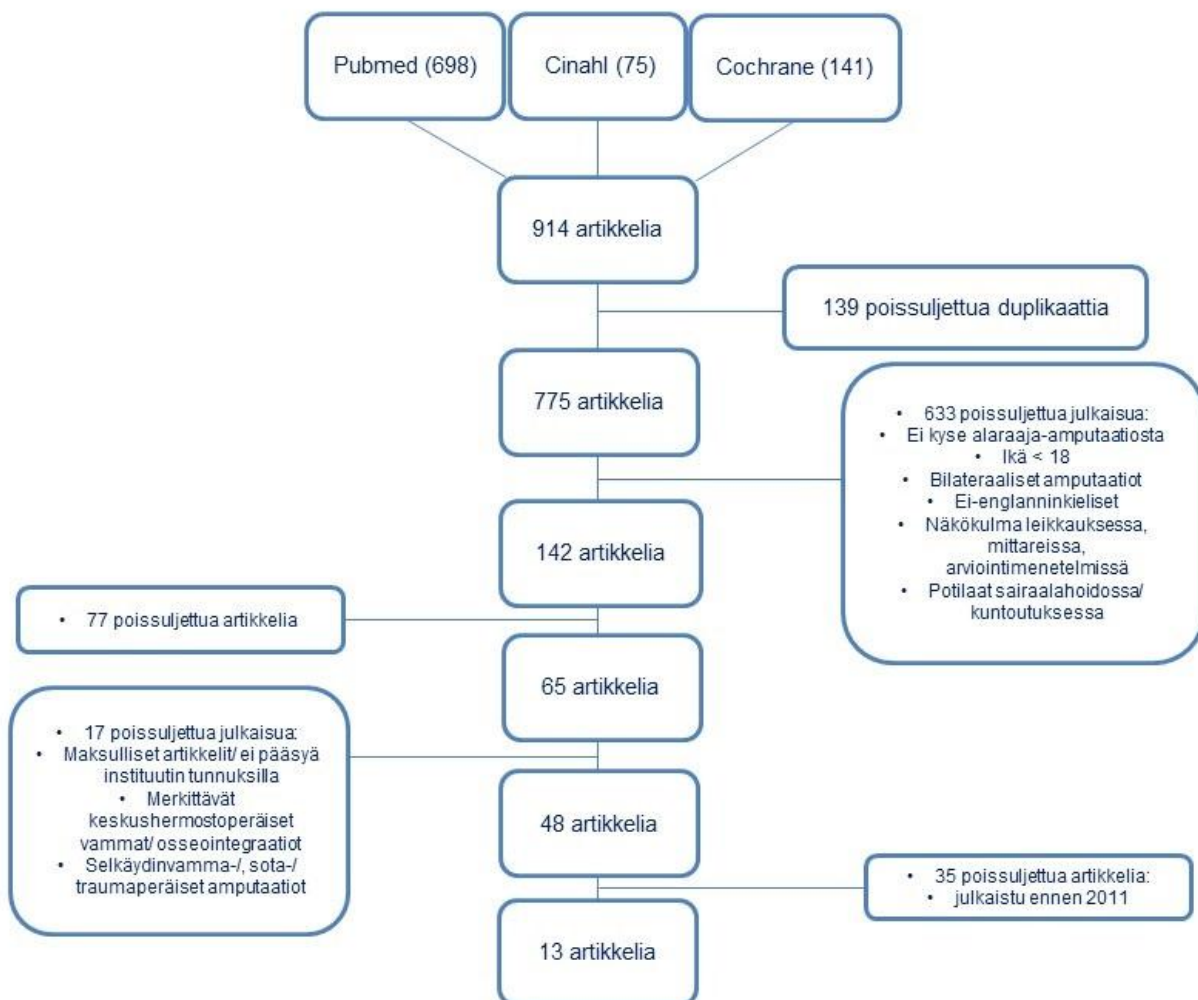 Pubmed (698)
Cinahl (75)
Cochrane (141)
914 artikkelia
139 poissuljettua duplikaattia
775 artikkelia
• 633 poissuljettua julkaisua:
• Ei kyse alaraaja-amputaatiosta
• Ikä < 18
• Bilateraaliset amputaatiot
• Ei-englanninkieliset
• Näkökulma leikkauksessa,
mittareissa,
arviointimenetelmissä
• Potilaat sairaalahoidossa/
kuntoutuksessa
142 artikkelia
• 77 poissuljettua artikkelia
65 artikkelia
• 17 poissuljettua julkaisua:
• Maksulliset artikkelit/ ei pääsyä
instituutin tunnuksilla
• Merkittävät
keskushermostoperäiset
vammat/ osseointegraatiot
• Selkäydinvamma-/, sota-/
traumaperäiset amputaatiot
48 artikkelia
• 35 poissuljettua artikkelia:
• julkaistu ennen 2011
13 artikkelia